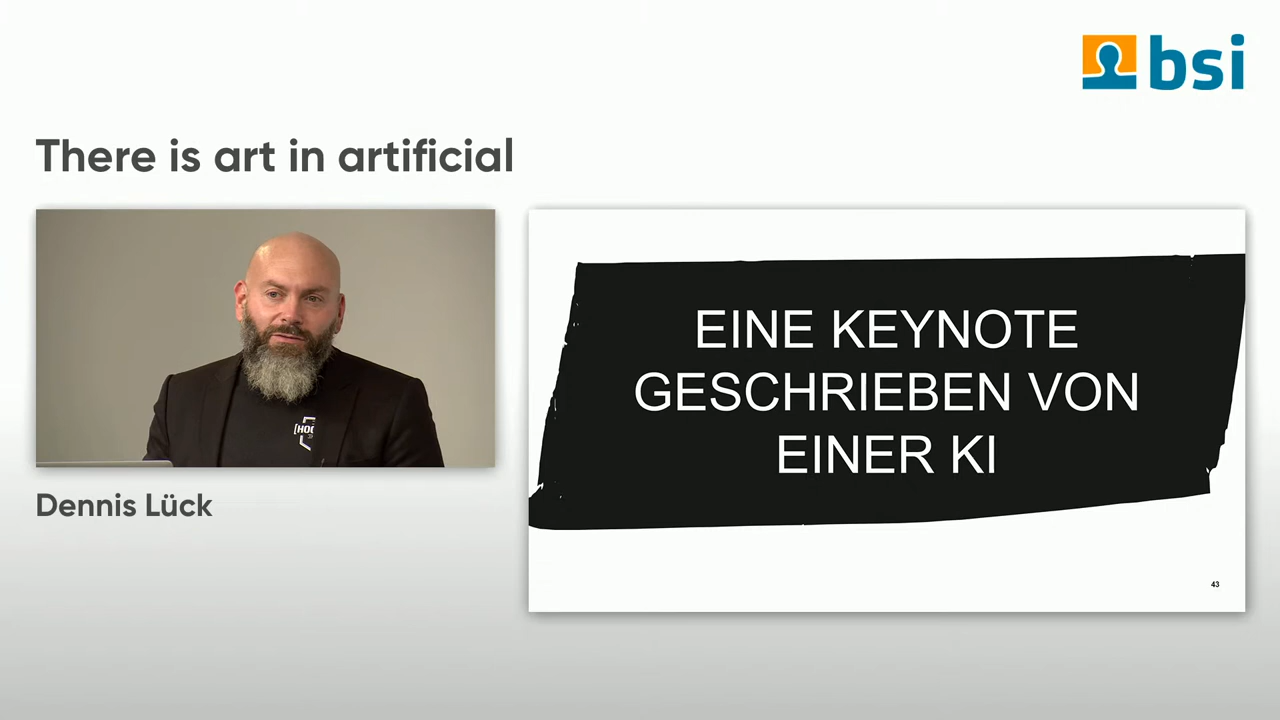 bsi
There is art in artificial
EINE KEYNOTE
GESCHRIEBEN VON
EINER KI
Dennis Lück
43